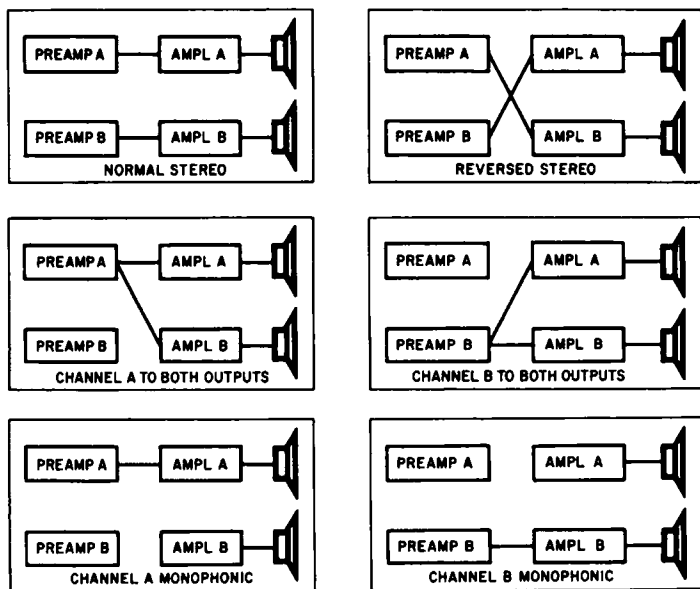 PREAMP A AMPL A
PREAMP B AMPL B
NORMAL STEREO
PREAMP A AMPL A
PREAMP B AMPL B
REVERSED STEREO
PREAMP A AMPL A
PREAMP B AMPL B
CHANNEL A TO BOTH OUTPUTS
PREAMP A AMPL A
PREAMP B AMPL B
CHANNEL B TO BOTH OUTPUTS
PREAMP A AMPL A
PREAMP B AMPL B
CHANNEL A MONOPHONIC
PREAMP A AMPL A
PREAMP B AMPL B
CHANNEL B MONOPHONIC